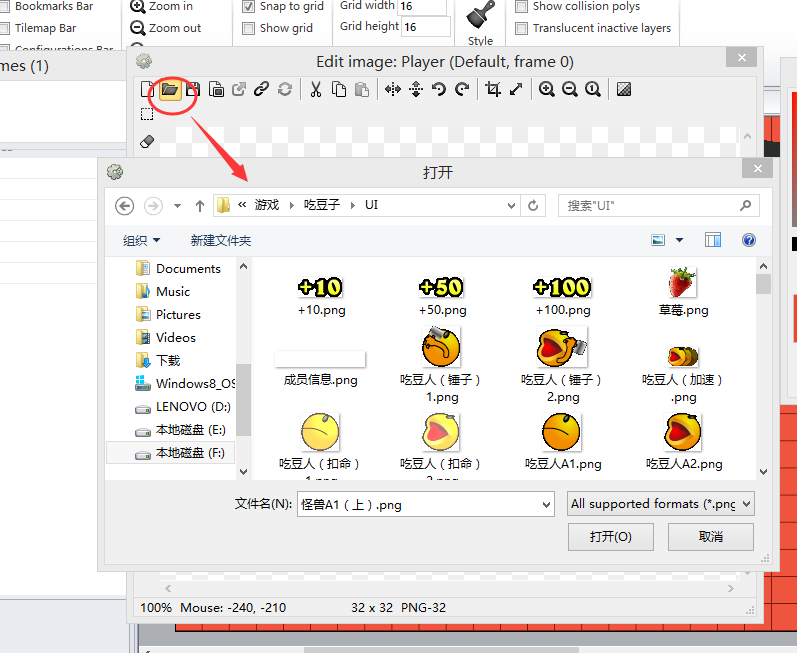 Bookmarks Bar
Zoom in
Snap to grid
Grid width 16
Show collision polys
Tilemap Bar
Zoom out
Show grid
Grid height 16
Translucent inactive layers
Configurations Bar
Style
mes (1)
Edit image: Player (Default, frame 0)
打开
« 游戏 › 吃豆子 › UI
搜索"UI"
组织
新建文件夹
Documents
Music
Pictures
Videos
下载
Windows8_OS
LENOVO (D:)
本地磁盘 (E:)
本地磁盘 (F:)
+10
+50
+100
+10.png
+50.png
+100.png
草莓.png
成员信息.png
吃豆人（锤子）1.png
吃豆人（锤子）2.png
吃豆人（加速）.png
吃豆人（扣命）
吃豆人（扣命）
吃豆人A1.png
吃豆人A2.png
文件名(N):
怪兽A1（上）.png
All supported formats (*.png
打开(O)
取消
100%
Mouse: -240, -210
32 x 32
PNG-32